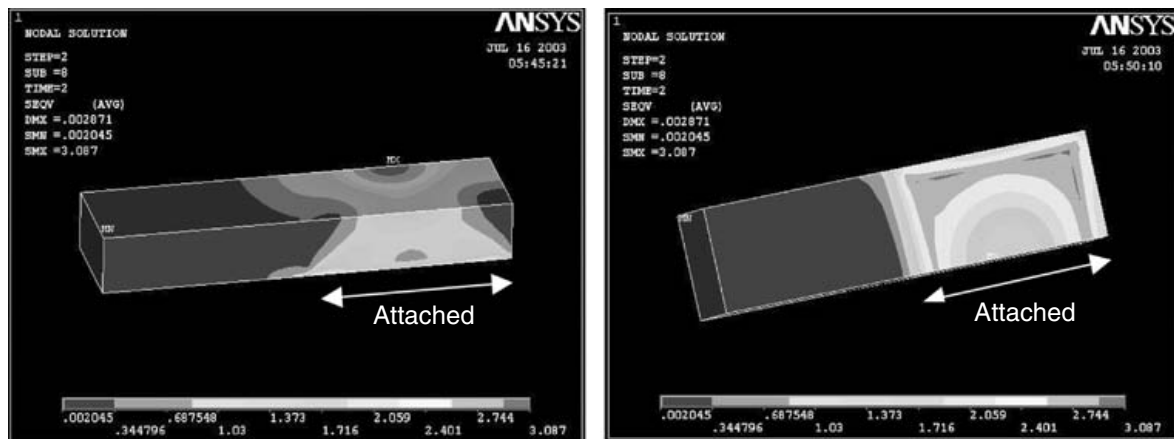 1
ANSYS
NODAL SOLUTION
JUL 16 2003
05:45:21
STEP=2
SUB =8
TIME=2
SEQV (AVG)
DMX =.002871
SMN =.002045
SMX =3.087
MX
MN
Attached
.002045 .687548 1.373 2.059 2.744
.344796 1.03 1.716 2.401 3.087
1
ANSYS
NODAL SOLUTION
JUL 16 2003
05:50:10
STEP=2
SUB =8
TIME=2
SEQV (AVG)
DMX =.002871
SMN =.002045
SMX =3.087
Attached
.002045 .687548 1.373 2.059 2.744
.344796 1.03 1.716 2.401 3.087